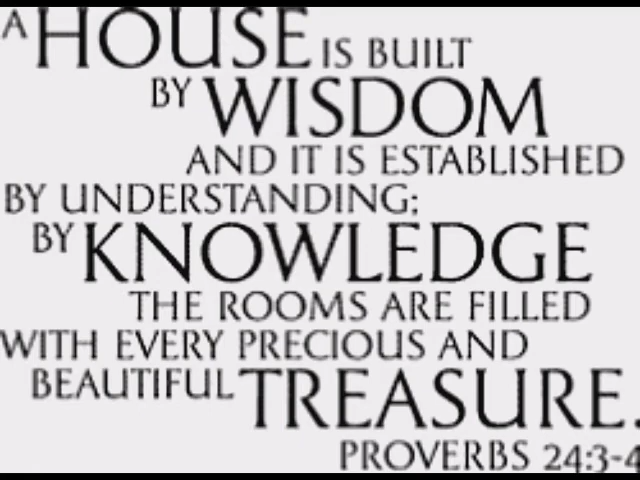 A HOUSE IS BUILT
BY WISDOM
AND IT IS ESTABLISHED
BY UNDERSTANDING;
BY KNOWLEDGE
THE ROOMS ARE FILLED
WITH EVERY PRECIOUS AND
BEAUTIFUL TREASURE.
PROVERBS 24:3-4